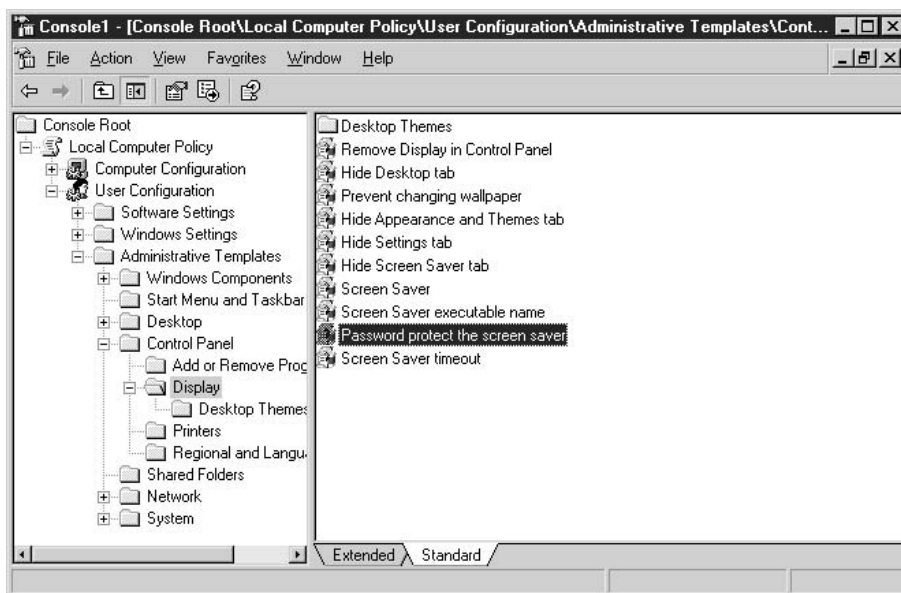 Console1 - [Console Root\Local Computer Policy\User Configuration\Administrative Templates\Cont...
File Action View Favorites Window Help
Console Root
Local Computer Policy
Computer Configuration
User Configuration
Software Settings
Windows Settings
Administrative Templates
Windows Components
Start Menu and Taskbar
Desktop
Control Panel
Add or Remove Prog
Display
Desktop Themes
Printers
Regional and Langu
Shared Folders
Network
System
Desktop Themes
Remove Display in Control Panel
Hide Desktop tab
Prevent changing wallpaper
Hide Appearance and Themes tab
Hide Settings tab
Hide Screen Saver tab
Screen Saver
Screen Saver executable name
Password protect the screen saver
Screen Saver timeout
Extended Standard